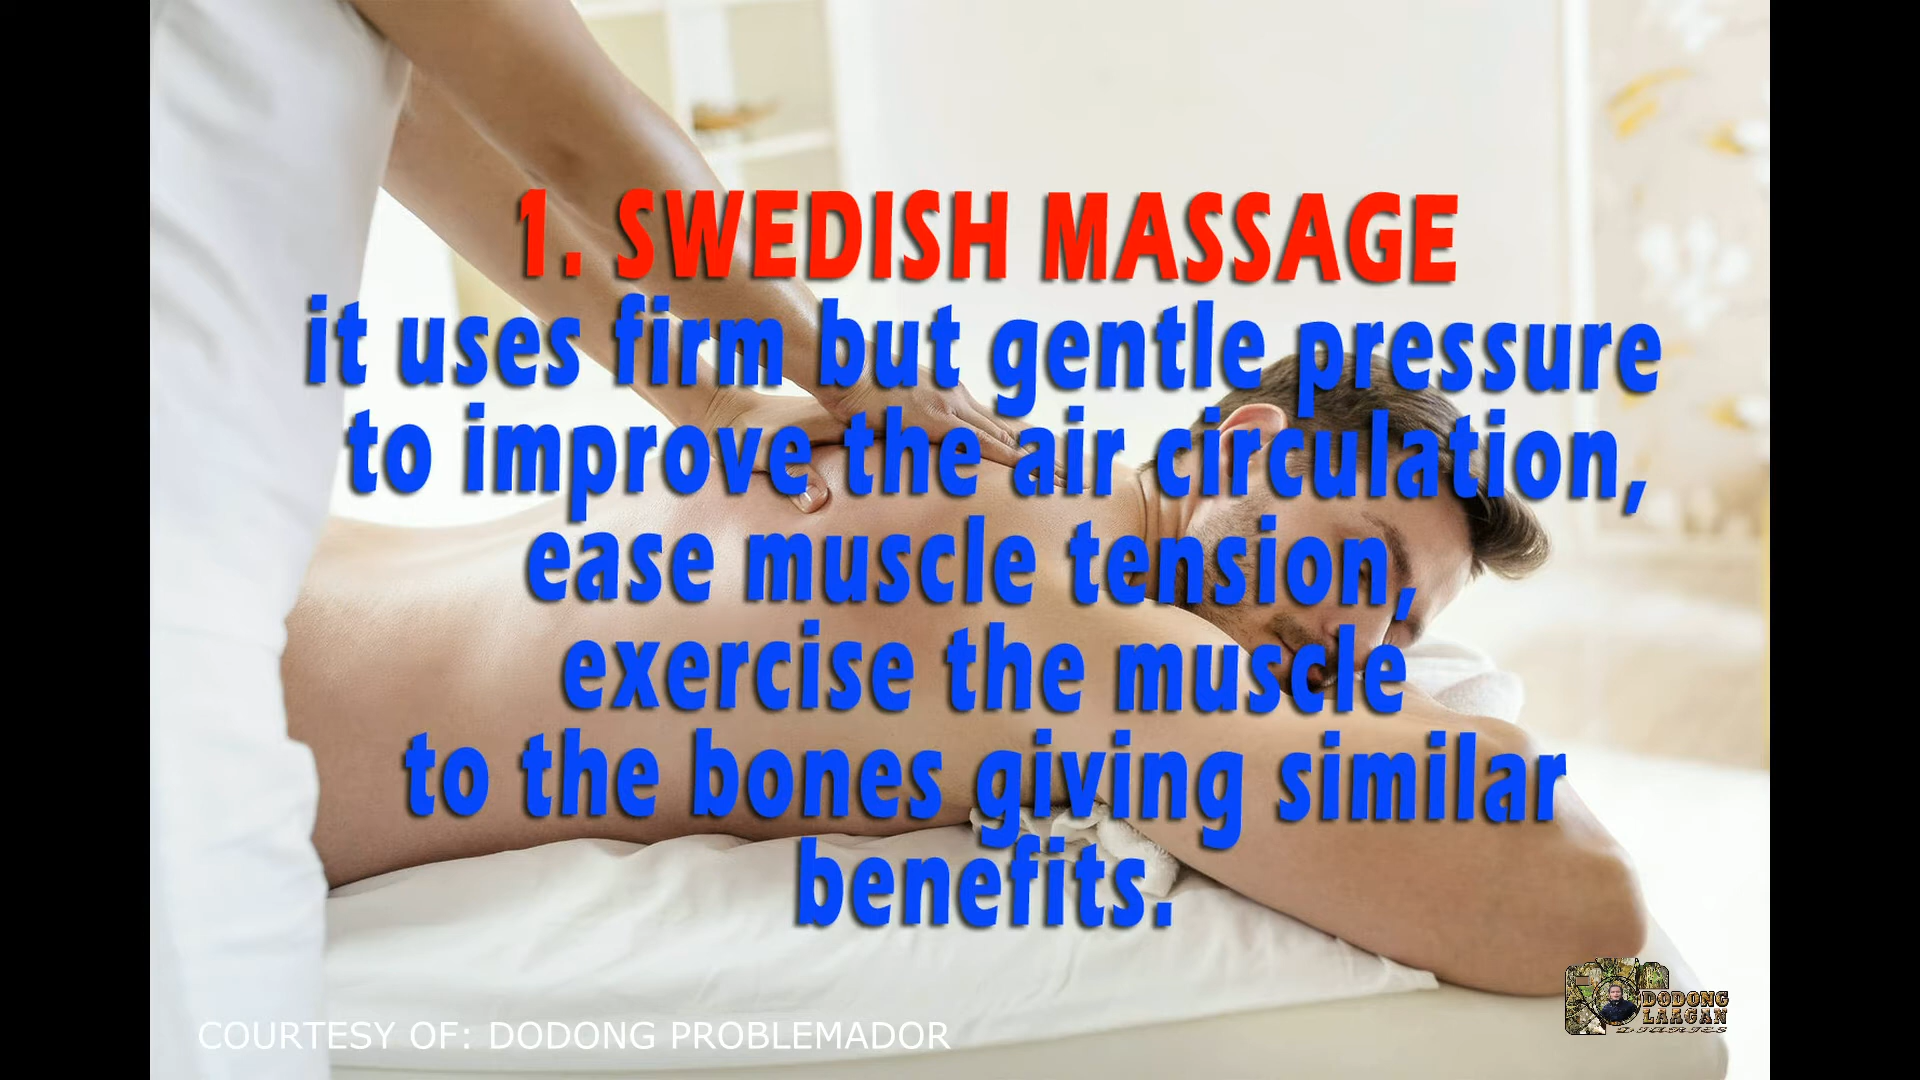 1. SWEDISH MASSAGE
it uses firm but gentle pressure
to improve the air circulation,
ease muscle tension,
exercise the muscle
to the bones giving similar
benefits.
COURTESY OF: DODONG PROBLEMADOR
DODONG
LAAGAN
DIARIES